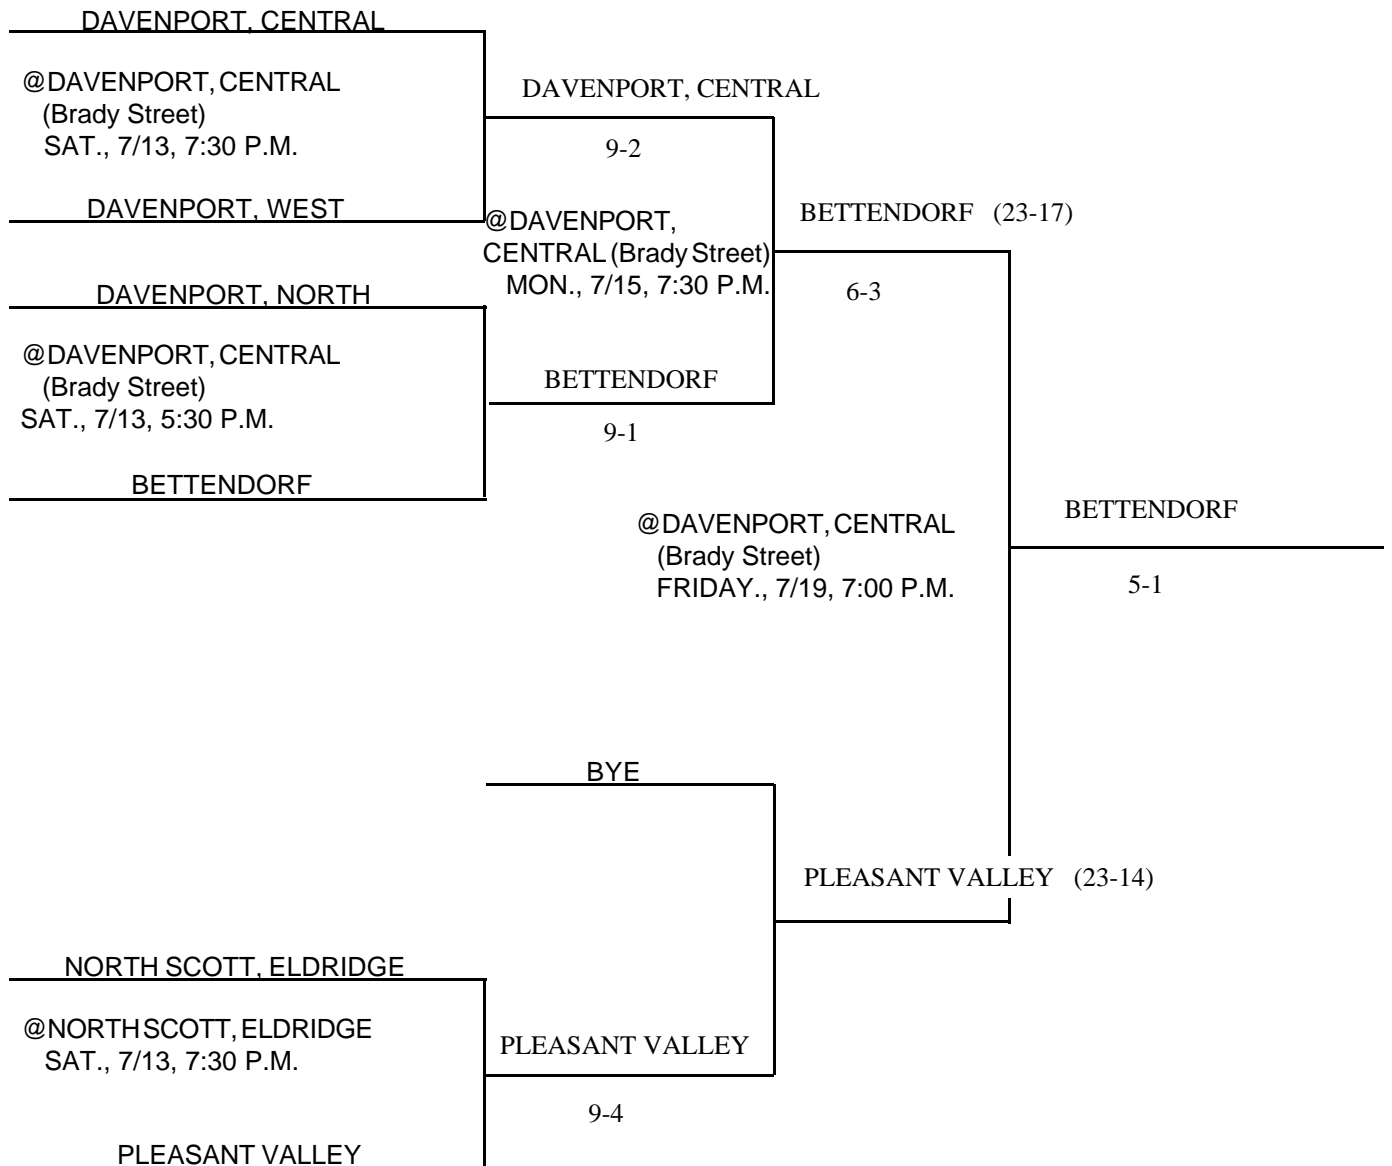 DAVENPORT, CENTRAL
@DAVENPORT, CENTRAL
(Brady Street)
SAT., 7/13, 7:30 P.M.
DAVENPORT, WEST
DAVENPORT, CENTRAL
9-2
@DAVENPORT,
CENTRAL (Brady Street)
MON., 7/15, 7:30 P.M.
DAVENPORT, NORTH
@DAVENPORT, CENTRAL
(Brady Street)
SAT., 7/13, 5:30 P.M.
BETTENDORF
BETTENDORF
9-1
BETTENDORF (23-17)
6-3
@DAVENPORT, CENTRAL
(Brady Street)
FRIDAY., 7/19, 7:00 P.M.
BETTENDORF
5-1
BYE
PLEASANT VALLEY (23-14)
NORTH SCOTT, ELDRIDGE
@NORTH SCOTT, ELDRIDGE
SAT., 7/13, 7:30 P.M.
PLEASANT VALLEY
9-4
PLEASANT VALLEY